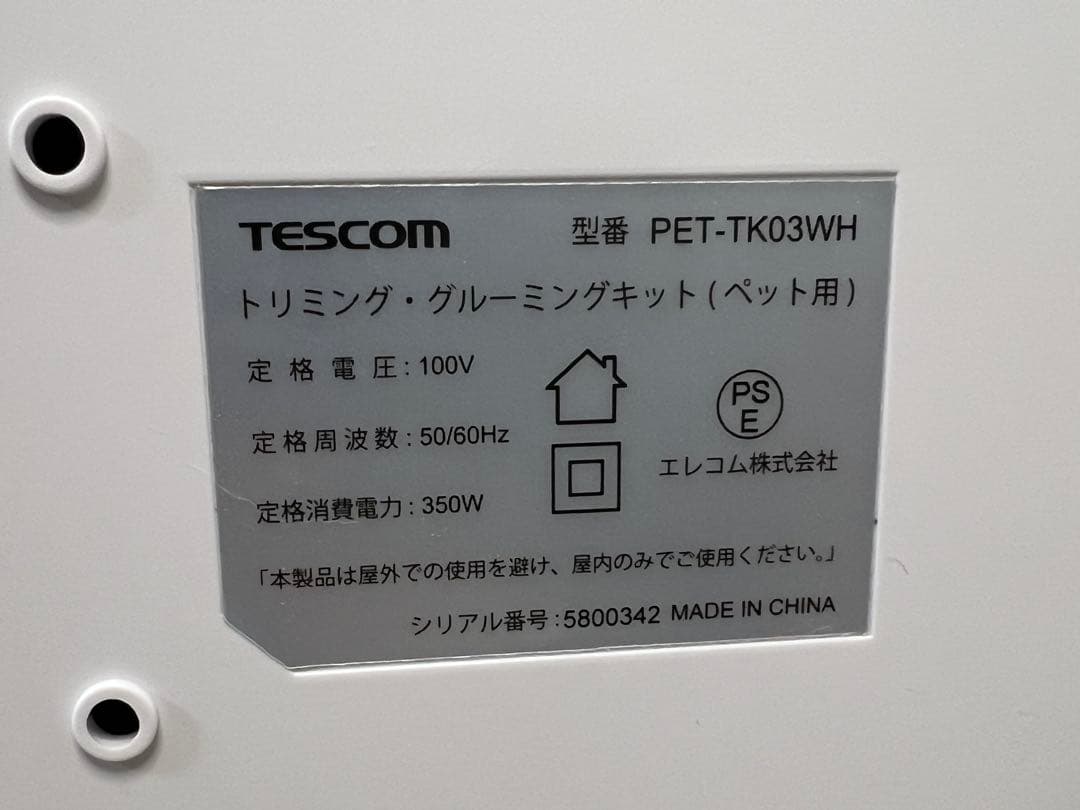 TESCOM 型番 PET-TK03WH
トリミング・グルーミングキット(ペット用)
定格電圧:100V
定格周波数:50/60Hz
定格消費電力:350W
PS
E
エレコム株式会社
「本製品は屋外での使用を避け、屋内のみでご使用ください。」
シリアル番号:5800342 MADE IN CHINA